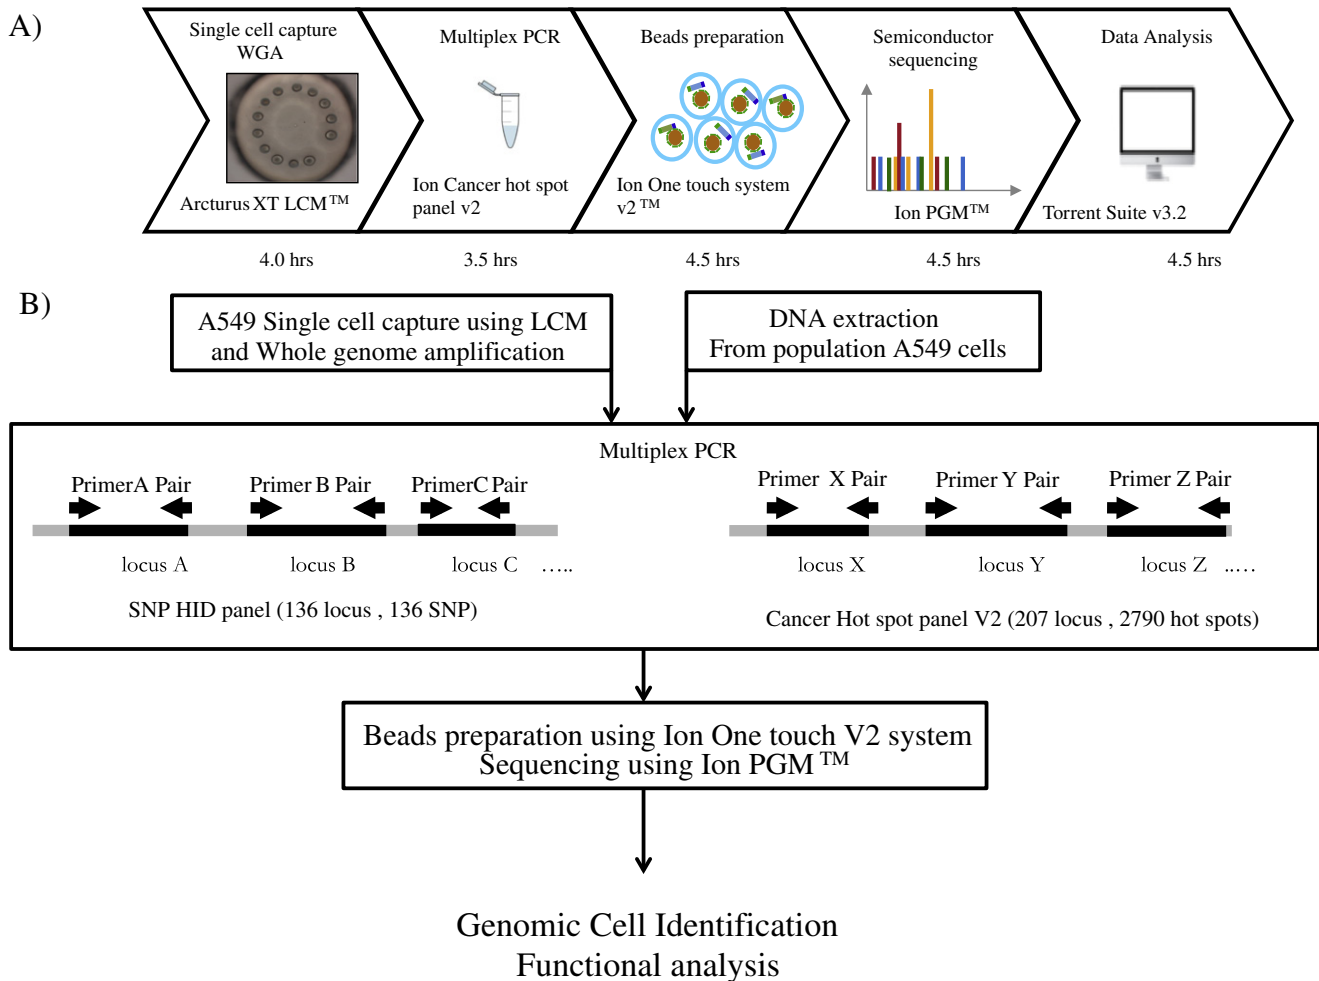 A)
Single cell capture
WGA
Arcturus XT LCM™
Multiplex PCR
Ion Cancer hot spot
panel v2
Beads preparation
Ion One touch system
v2™
Semiconductor
sequencing
Ion PGM™
Data Analysis
Torrent Suite v3.2
4.0 hrs
3.5 hrs
4.5 hrs
4.5 hrs
4.5 hrs
B)
A549 Single cell capture using LCM
and Whole genome amplification
DNA extraction
From population A549 cells
Multiplex PCR
PrimerA Pair
Primer B Pair
PrimerC Pair
locus A
locus B
locus C
…..
SNP HID panel (136 locus , 136 SNP)
Primer X Pair
Primer Y Pair
Primer Z Pair
locus X
locus Y
locus Z
..…
Cancer Hot spot panel V2 (207 locus , 2790 hot spots)
Beads preparation using Ion One touch V2 system
Sequencing using Ion PGM™
Genomic Cell Identification
Functional analysis